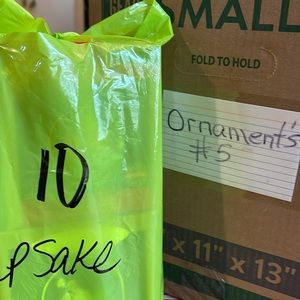 SMALL
FOLD TO HOLD
Ornament's
#5
10
psake
" x 11" x 13"